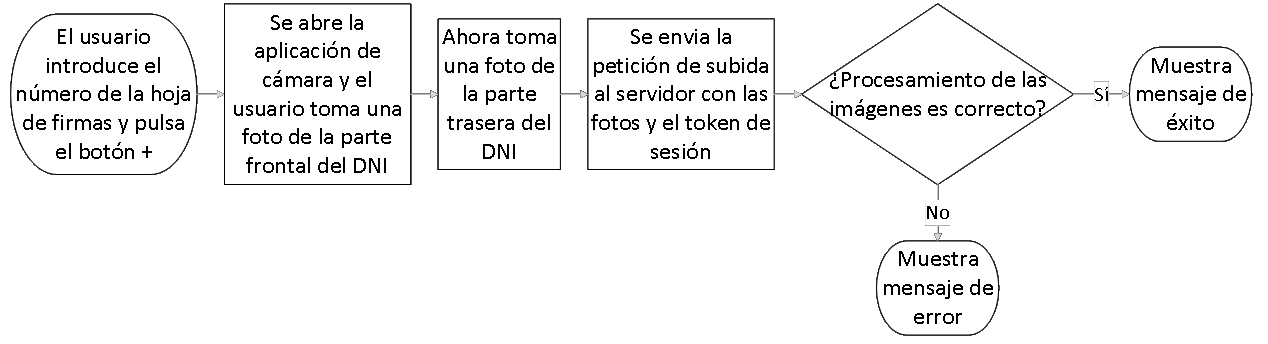 El usuario
introduce el
número de la hoja
de firmas y pulsa
el botón +
Se abre la
aplicación de
cámara y el
usuario toma una
foto de la parte
frontal del DNI
Ahora toma
una foto de
la parte
trasera del
DNI
Se envia la
petición de subida
al servidor con las
fotos y el token de
sesión
¿Procesamiento de las
imágenes es correcto?
Sí
Muestra
mensaje de
éxito
No
Muestra
mensaje de
error